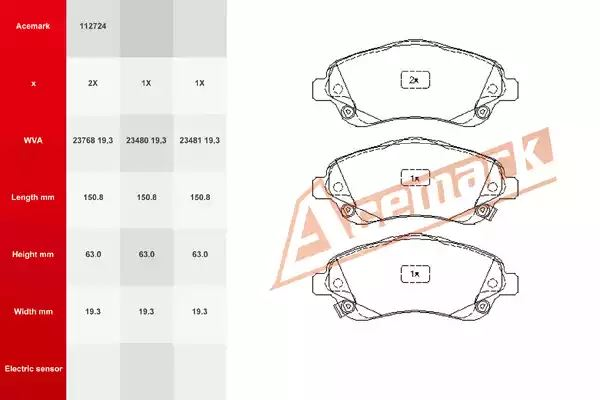 Acemark 112724
x 2X 1X 1X
WVA 23768 19,3 23480 19,3 23481 19,3
Length mm 150.8 150.8 150.8
Height mm 63.0 63.0 63.0
Width mm 19.3 19.3 19.3
Electric sensor
2x
1x
1x
Acemark